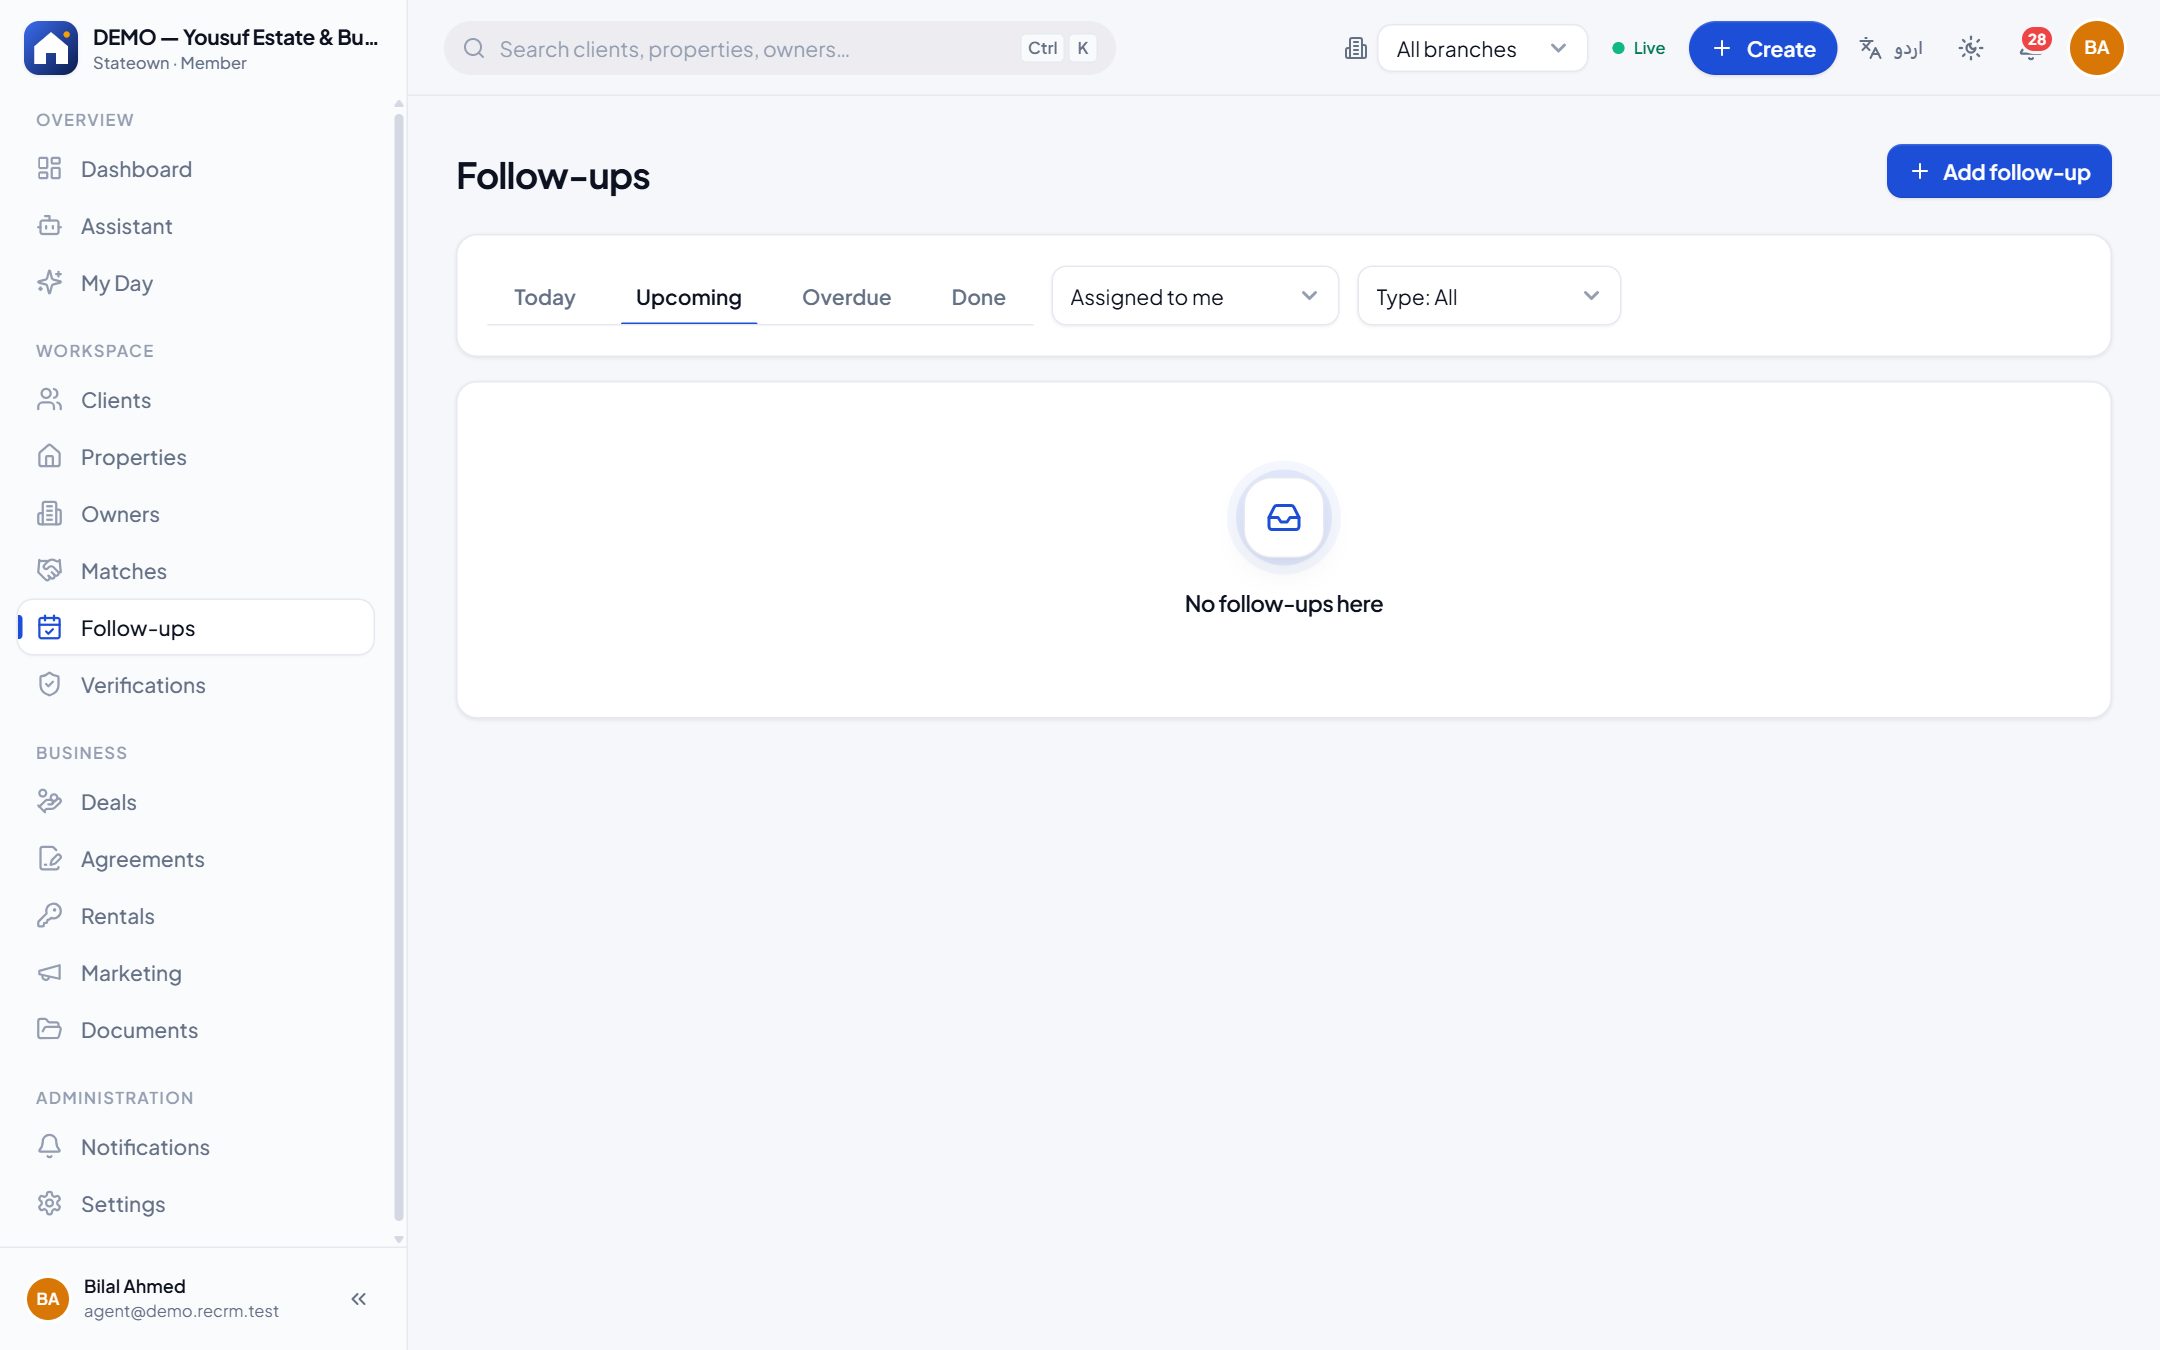 DEMO — Yousuf Estate & Bu...
Stateown · Member
Search clients, properties, owners...
Ctrl K
All branches
Live
Create
اردو
28
BA
OVERVIEW
Dashboard
Assistant
My Day
WORKSPACE
Clients
Properties
Owners
Matches
Follow-ups
Verifications
BUSINESS
Deals
Agreements
Rentals
Marketing
Documents
ADMINISTRATION
Notifications
Settings
BA
Bilal Ahmed
agent@demo.recrm.test
Follow-ups
Add follow-up
Today Upcoming Overdue Done Assigned to me Type: All
No follow-ups here